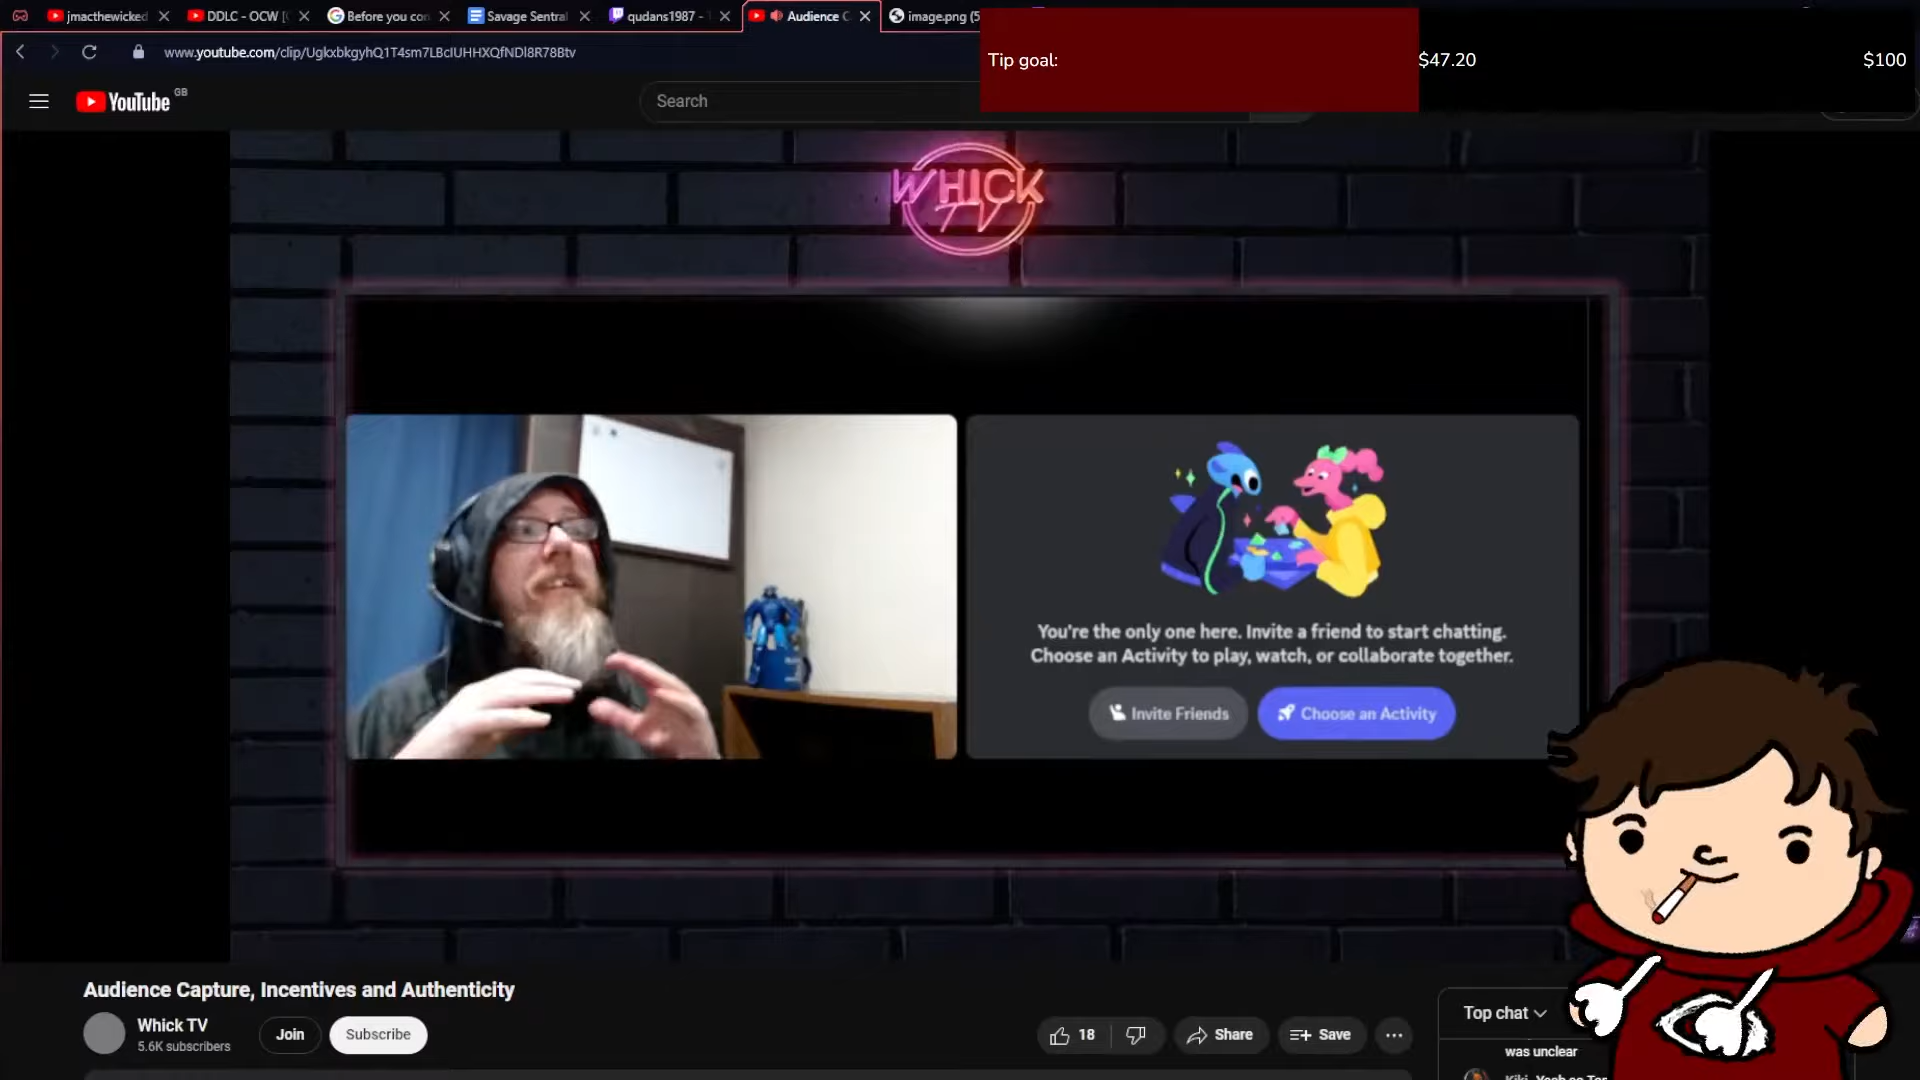 jmacthewicked
DDLC - OCW [
Before you con
Savage Sentral
qudans1987 -
Audience C
image.png (5
www.youtube.com/clip/UgkxbkgyhQ1T4sm7LBcIUHHXQfNDl8R78Btv
Tip goal:
$47.20
$100
YouTube GB
Search
WHICK
TV
You're the only one here. Invite a friend to start chatting.
Choose an Activity to play, watch, or collaborate together.
Invite Friends
Choose an Activity
Audience Capture, Incentives and Authenticity
Whick TV
5.6K subscribers
Join
Subscribe
18
Share
Save
Top chat
was unclear